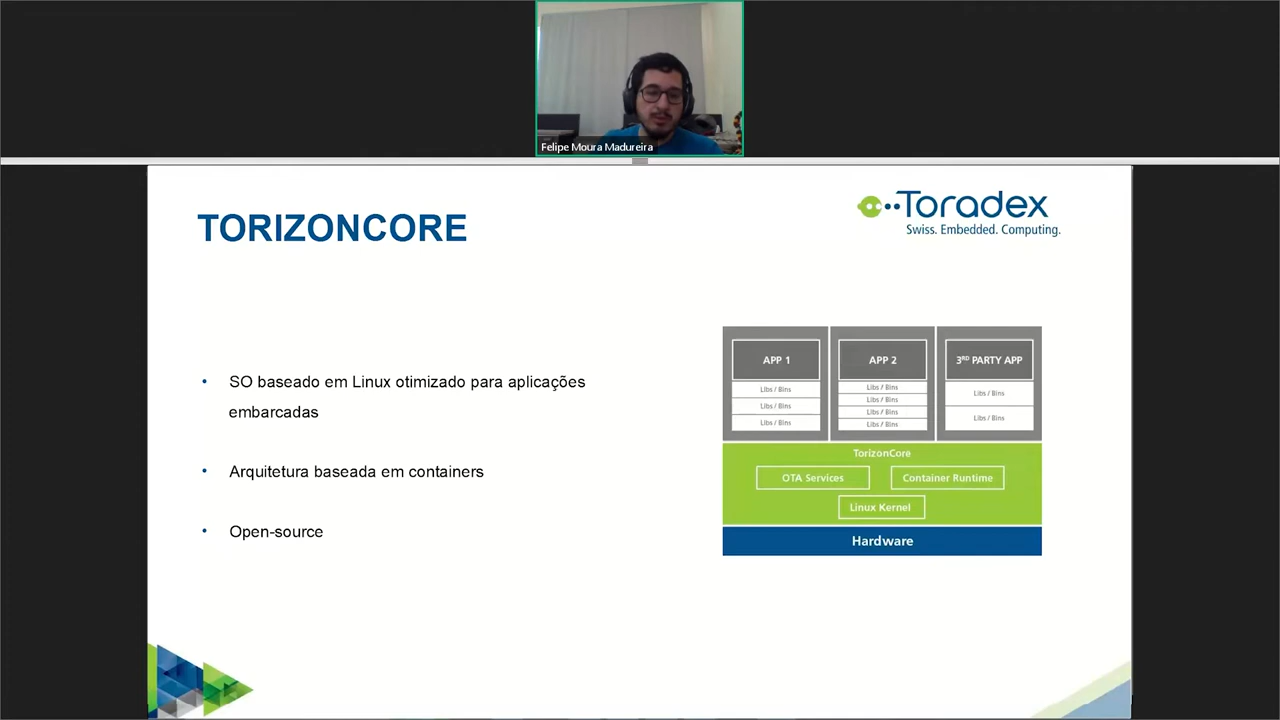 Felipe Moura Madureira
TORIZONCORE
Toradex
Swiss. Embedded. Computing.
• SO baseado em Linux otimizado para aplicações
embarcadas
• Arquitetura baseada em containers
• Open-source
APP 1
Libs / Bins
Libs / Bins
Libs / Bins
APP 2
Libs / Bins
Libs / Bins
Libs / Bins
Libs / Bins
3RD PARTY APP
Libs / Bins
Libs / Bins
TorizonCore
OTA Services
Container Runtime
Linux Kernel
Hardware